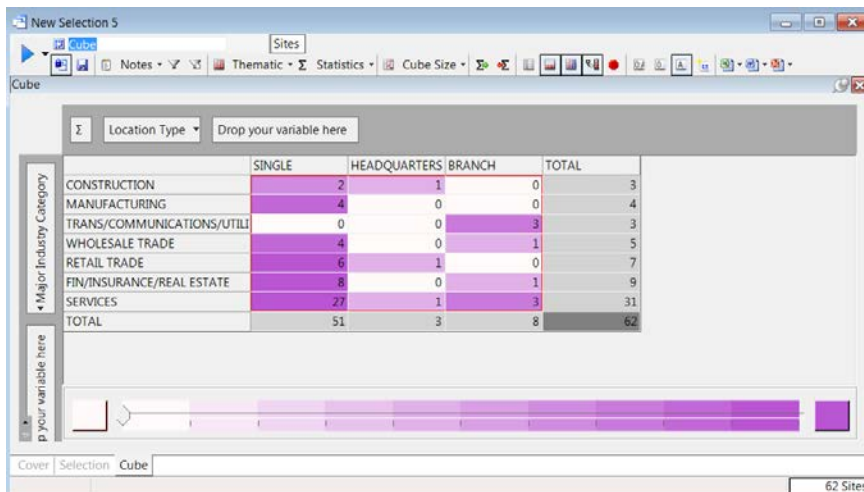 New Selection 5
Cube
Sites
Notes
Thematic Σ Statistics Cube Size
Cube
Σ Location Type Drop your variable here
SINGLE HEADQUARTERS BRANCH TOTAL
CONSTRUCTION 2 1 0 3
MANUFACTURING 4 0 0 4
TRANS/COMMUNICATIONS/UTILI 0 0 3 3
WHOLESALE TRADE 4 0 1 5
RETAIL TRADE 6 1 0 7
FIN/INSURANCE/REAL ESTATE 8 0 1 9
SERVICES 27 1 3 31
TOTAL 51 3 8 62
Major Industry Category
p your variable here
Cover Selection Cube
62 Sites